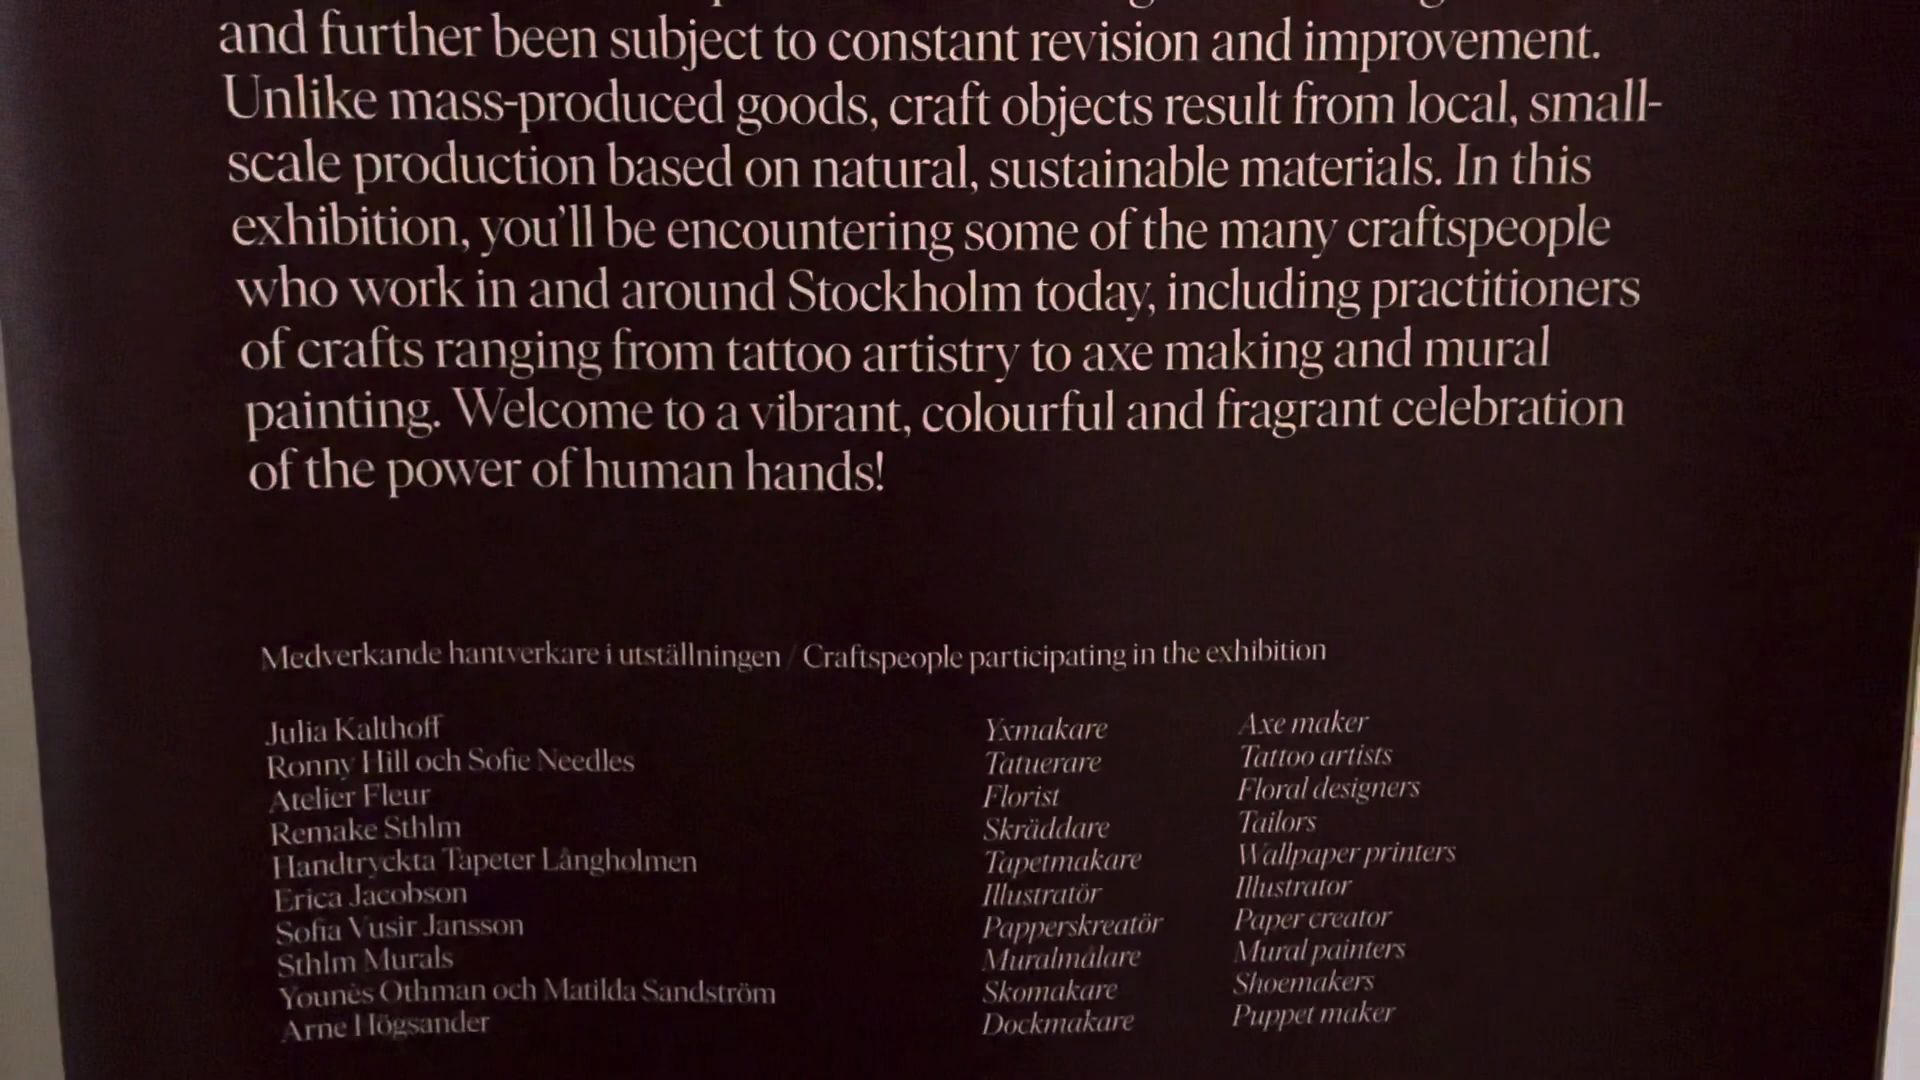 and further been subject to constant revision and improvement.
Unlike mass-produced goods, craft objects result from local, small-
scale production based on natural, sustainable materials. In this
exhibition, you'll be encountering some of the many craftspeople
who work in and around Stockholm today, including practitioners
of crafts ranging from tattoo artistry to axe making and mural
painting. Welcome to a vibrant, colourful and fragrant celebration
of the power of human hands!
Medverkande hantverkare i utställningen / Craftspeople participating in the exhibition
Julia Kalthoff Yxmakare Axe maker
Ronny Hill och Sofie Needles Tatuerare Tattoo artists
Atelier Fleur Florist Floral designers
Remake Sthlm Skräddare Tailors
Handtryckta Tapeter Långholmen Tapetmakare Wallpaper printers
Erica Jacobson Illustratör Illustrator
Sofia Vusir Jansson Papperskreatör Paper creator
Sthlm Murals Muralmålare Mural painters
Younès Othman och Matilda Sandström Skomakare Shoemakers
Arne Högsander Dockmakare Puppet maker